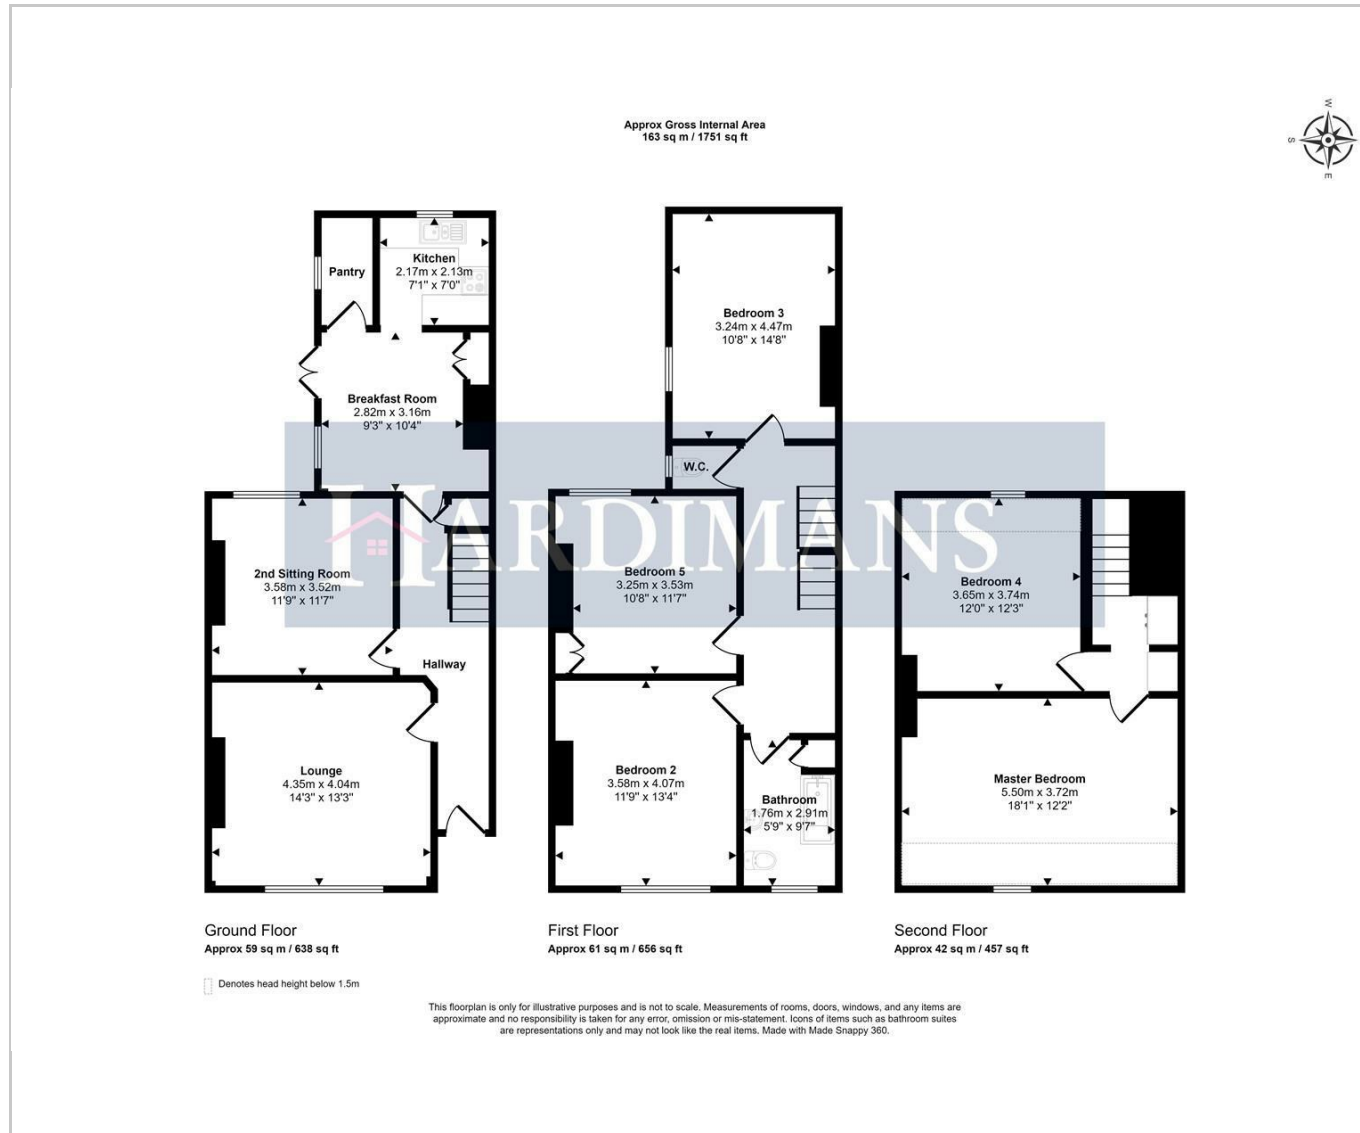 Approx Gross Internal Area
163 sq m / 1751 sq ft
W
S
E
Pantry
Kitchen
2.17m x 2.13m
7'1" x 7'0"
Breakfast Room
2.82m x 3.16m
9'3" x 10'4"
2nd Sitting Room
3.58m x 3.52m
11'9" x 11'7"
Hallway
Lounge
4.35m x 4.04m
14'3" x 13'3"
Bedroom 3
3.24m x 4.47m
10'8" x 14'8"
W.C.
HARDIMANS
Bedroom 5
3.25m x 3.53m
10'8" x 11'7"
Bedroom 2
3.58m x 4.07m
11'9" x 13'4"
Bathroom
1.76m x 2.91m
5'9" x 9'7"
Bedroom 4
3.65m x 3.74m
12'0" x 12'3"
Master Bedroom
5.50m x 3.72m
18'1" x 12'2"
Ground Floor
Approx 59 sq m / 638 sq ft
First Floor
Approx 61 sq m / 656 sq ft
Second Floor
Approx 42 sq m / 457 sq ft
Denotes head height below 1.5m
This floorplan is only for illustrative purposes and is not to scale. Measurements of rooms, doors, windows, and any items are
approximate and no responsibility is taken for any error, omission or mis-statement. Icons of items such as bathroom suites
are representations only and may not look like the real items. Made with Made Snappy 360.